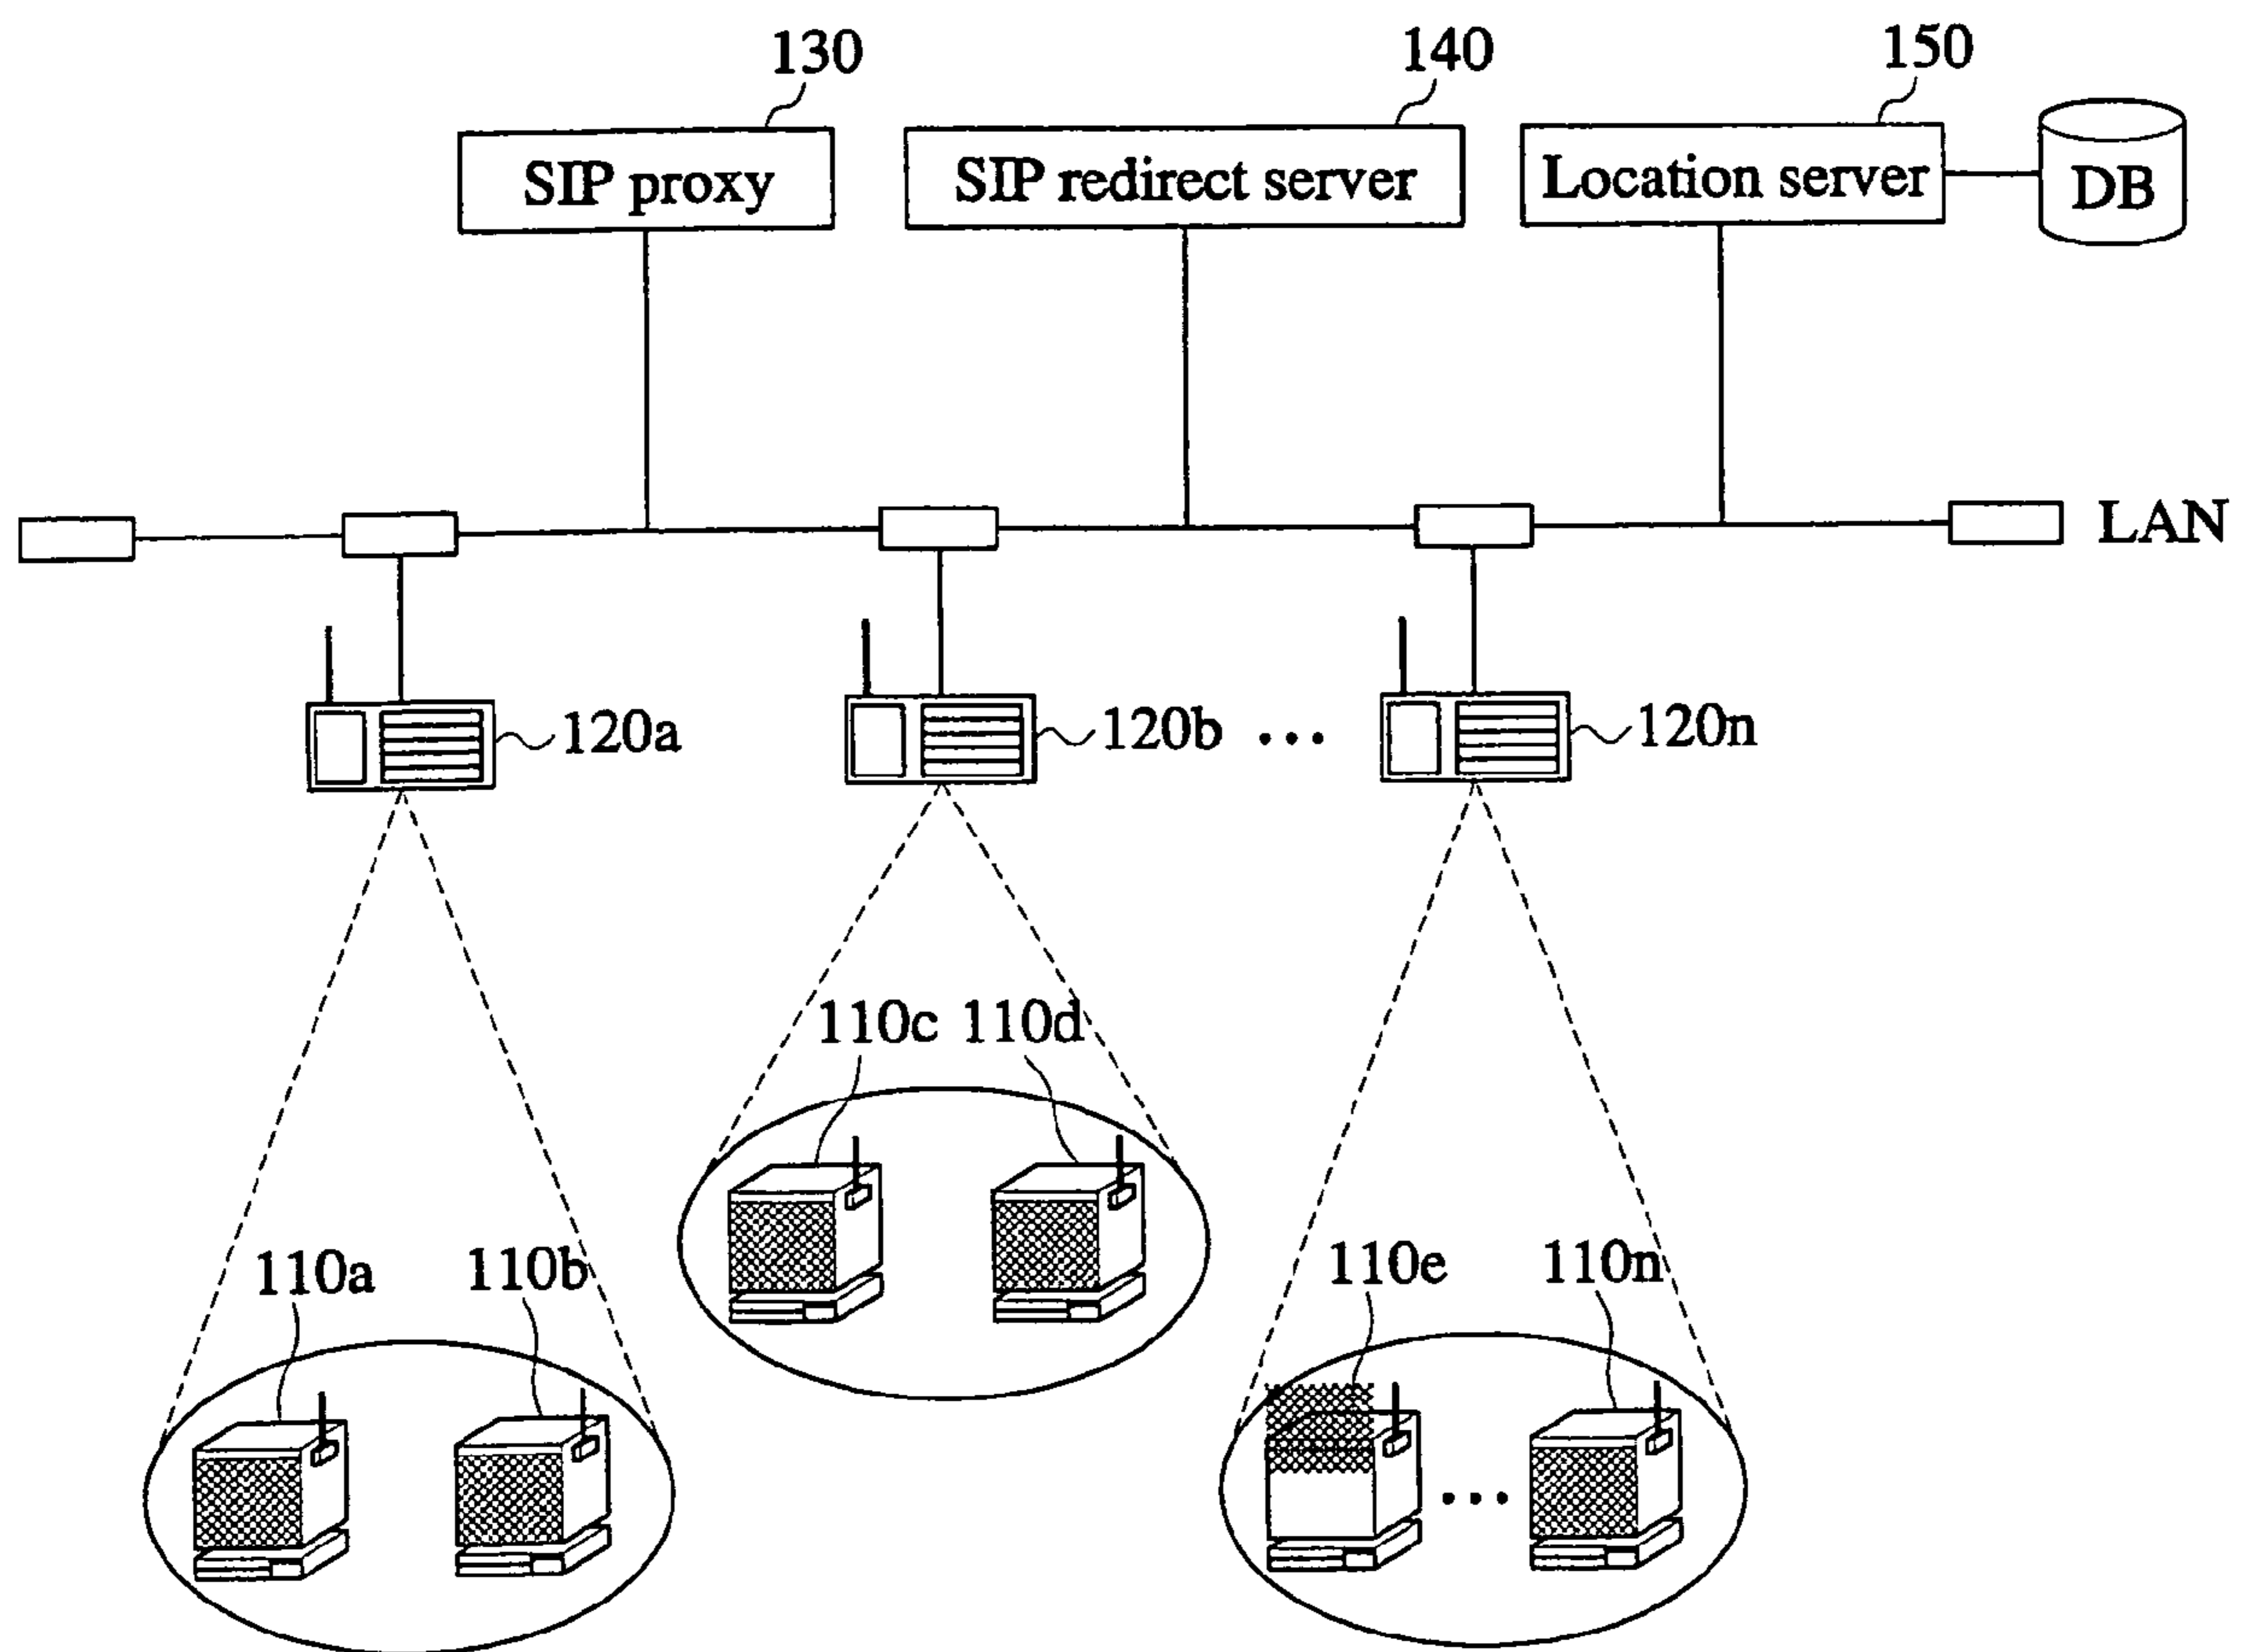 130
140
150
SIP proxy
SIP redirect server
Location server
DB
LAN
120a
120b
...
120n
110c
110d
110a
110b
110e
110n
...